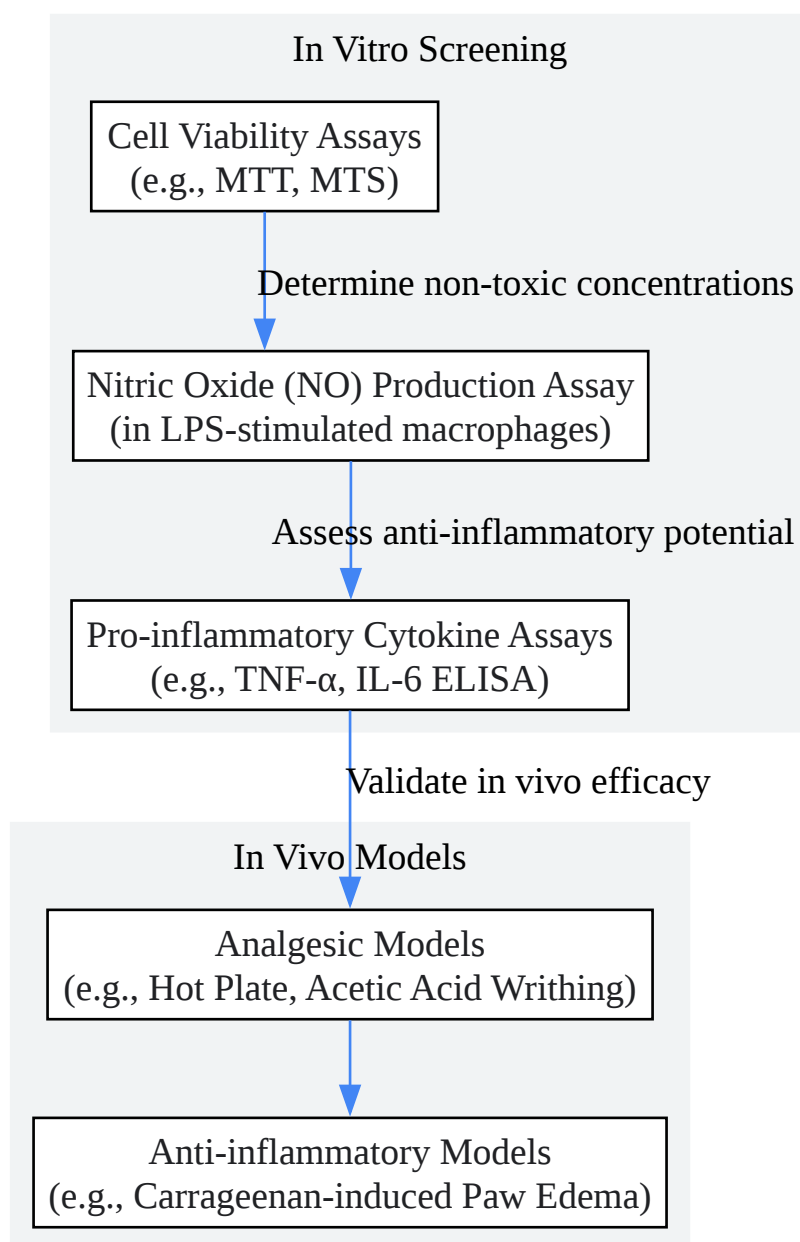 In Vitro Screening
Cell Viability Assays
(e.g., MTT, MTS)
Determine non-toxic concentrations
Nitric Oxide (NO) Production Assay
(in LPS-stimulated macrophages)
Assess anti-inflammatory potential
Pro-inflammatory Cytokine Assays
(e.g., TNF-α, IL-6 ELISA)
Validate in vivo efficacy
In Vivo Models
Analgesic Models
(e.g., Hot Plate, Acetic Acid Writhing)
Anti-inflammatory Models
(e.g., Carrageenan-induced Paw Edema)